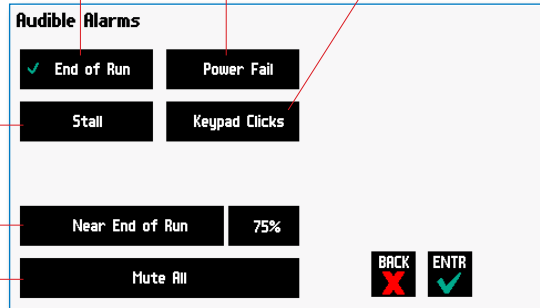 Audible Alarms
End of Run
Power Fail
Stall
Keypad Clicks
Near End of Run
75%
Mute All
BACK
ENTR